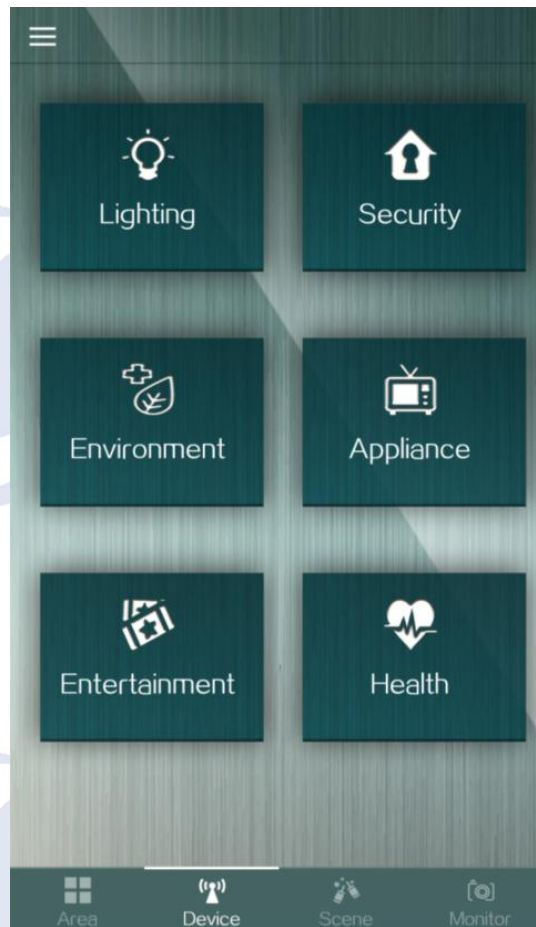 Lighting
Security
Environment
Appliance
Entertainment
Health
Area
Device
Scene
Monitor